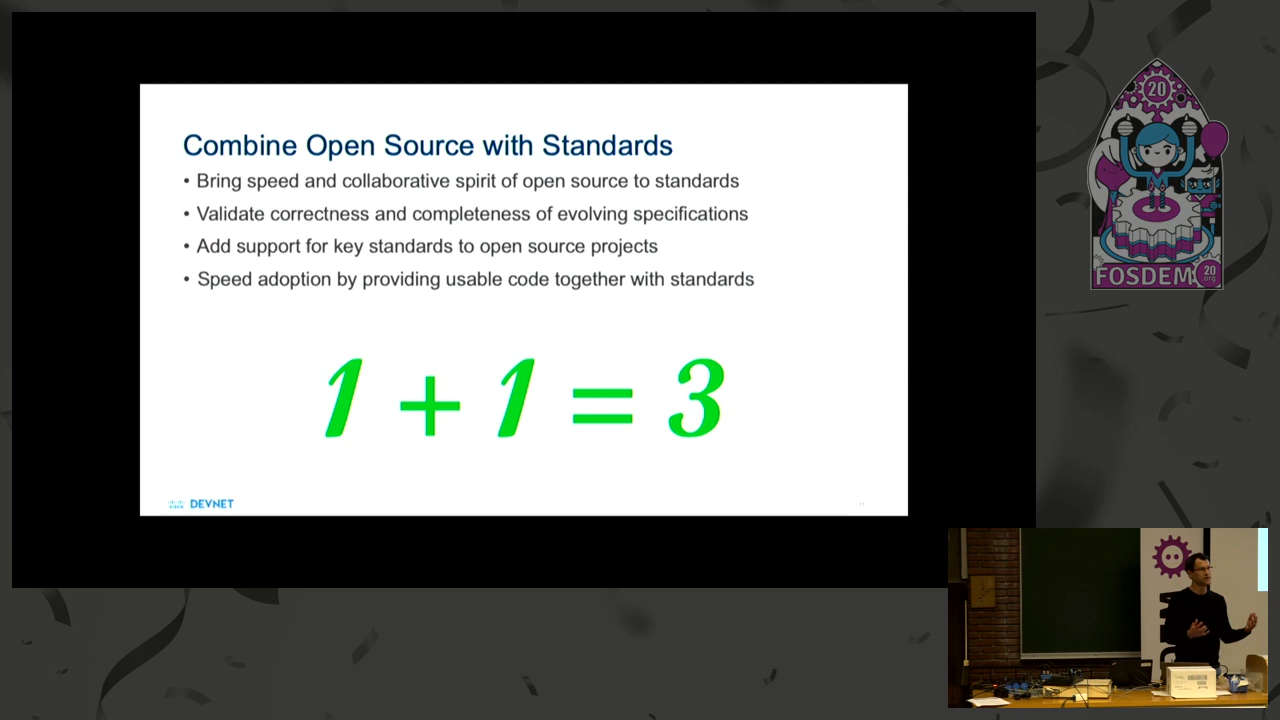 Combine Open Source with Standards
• Bring speed and collaborative spirit of open source to standards
• Validate correctness and completeness of evolving specifications
• Add support for key standards to open source projects
• Speed adoption by providing usable code together with standards
1 + 1 = 3
DEVNET
20
FOSDEM
20
.org